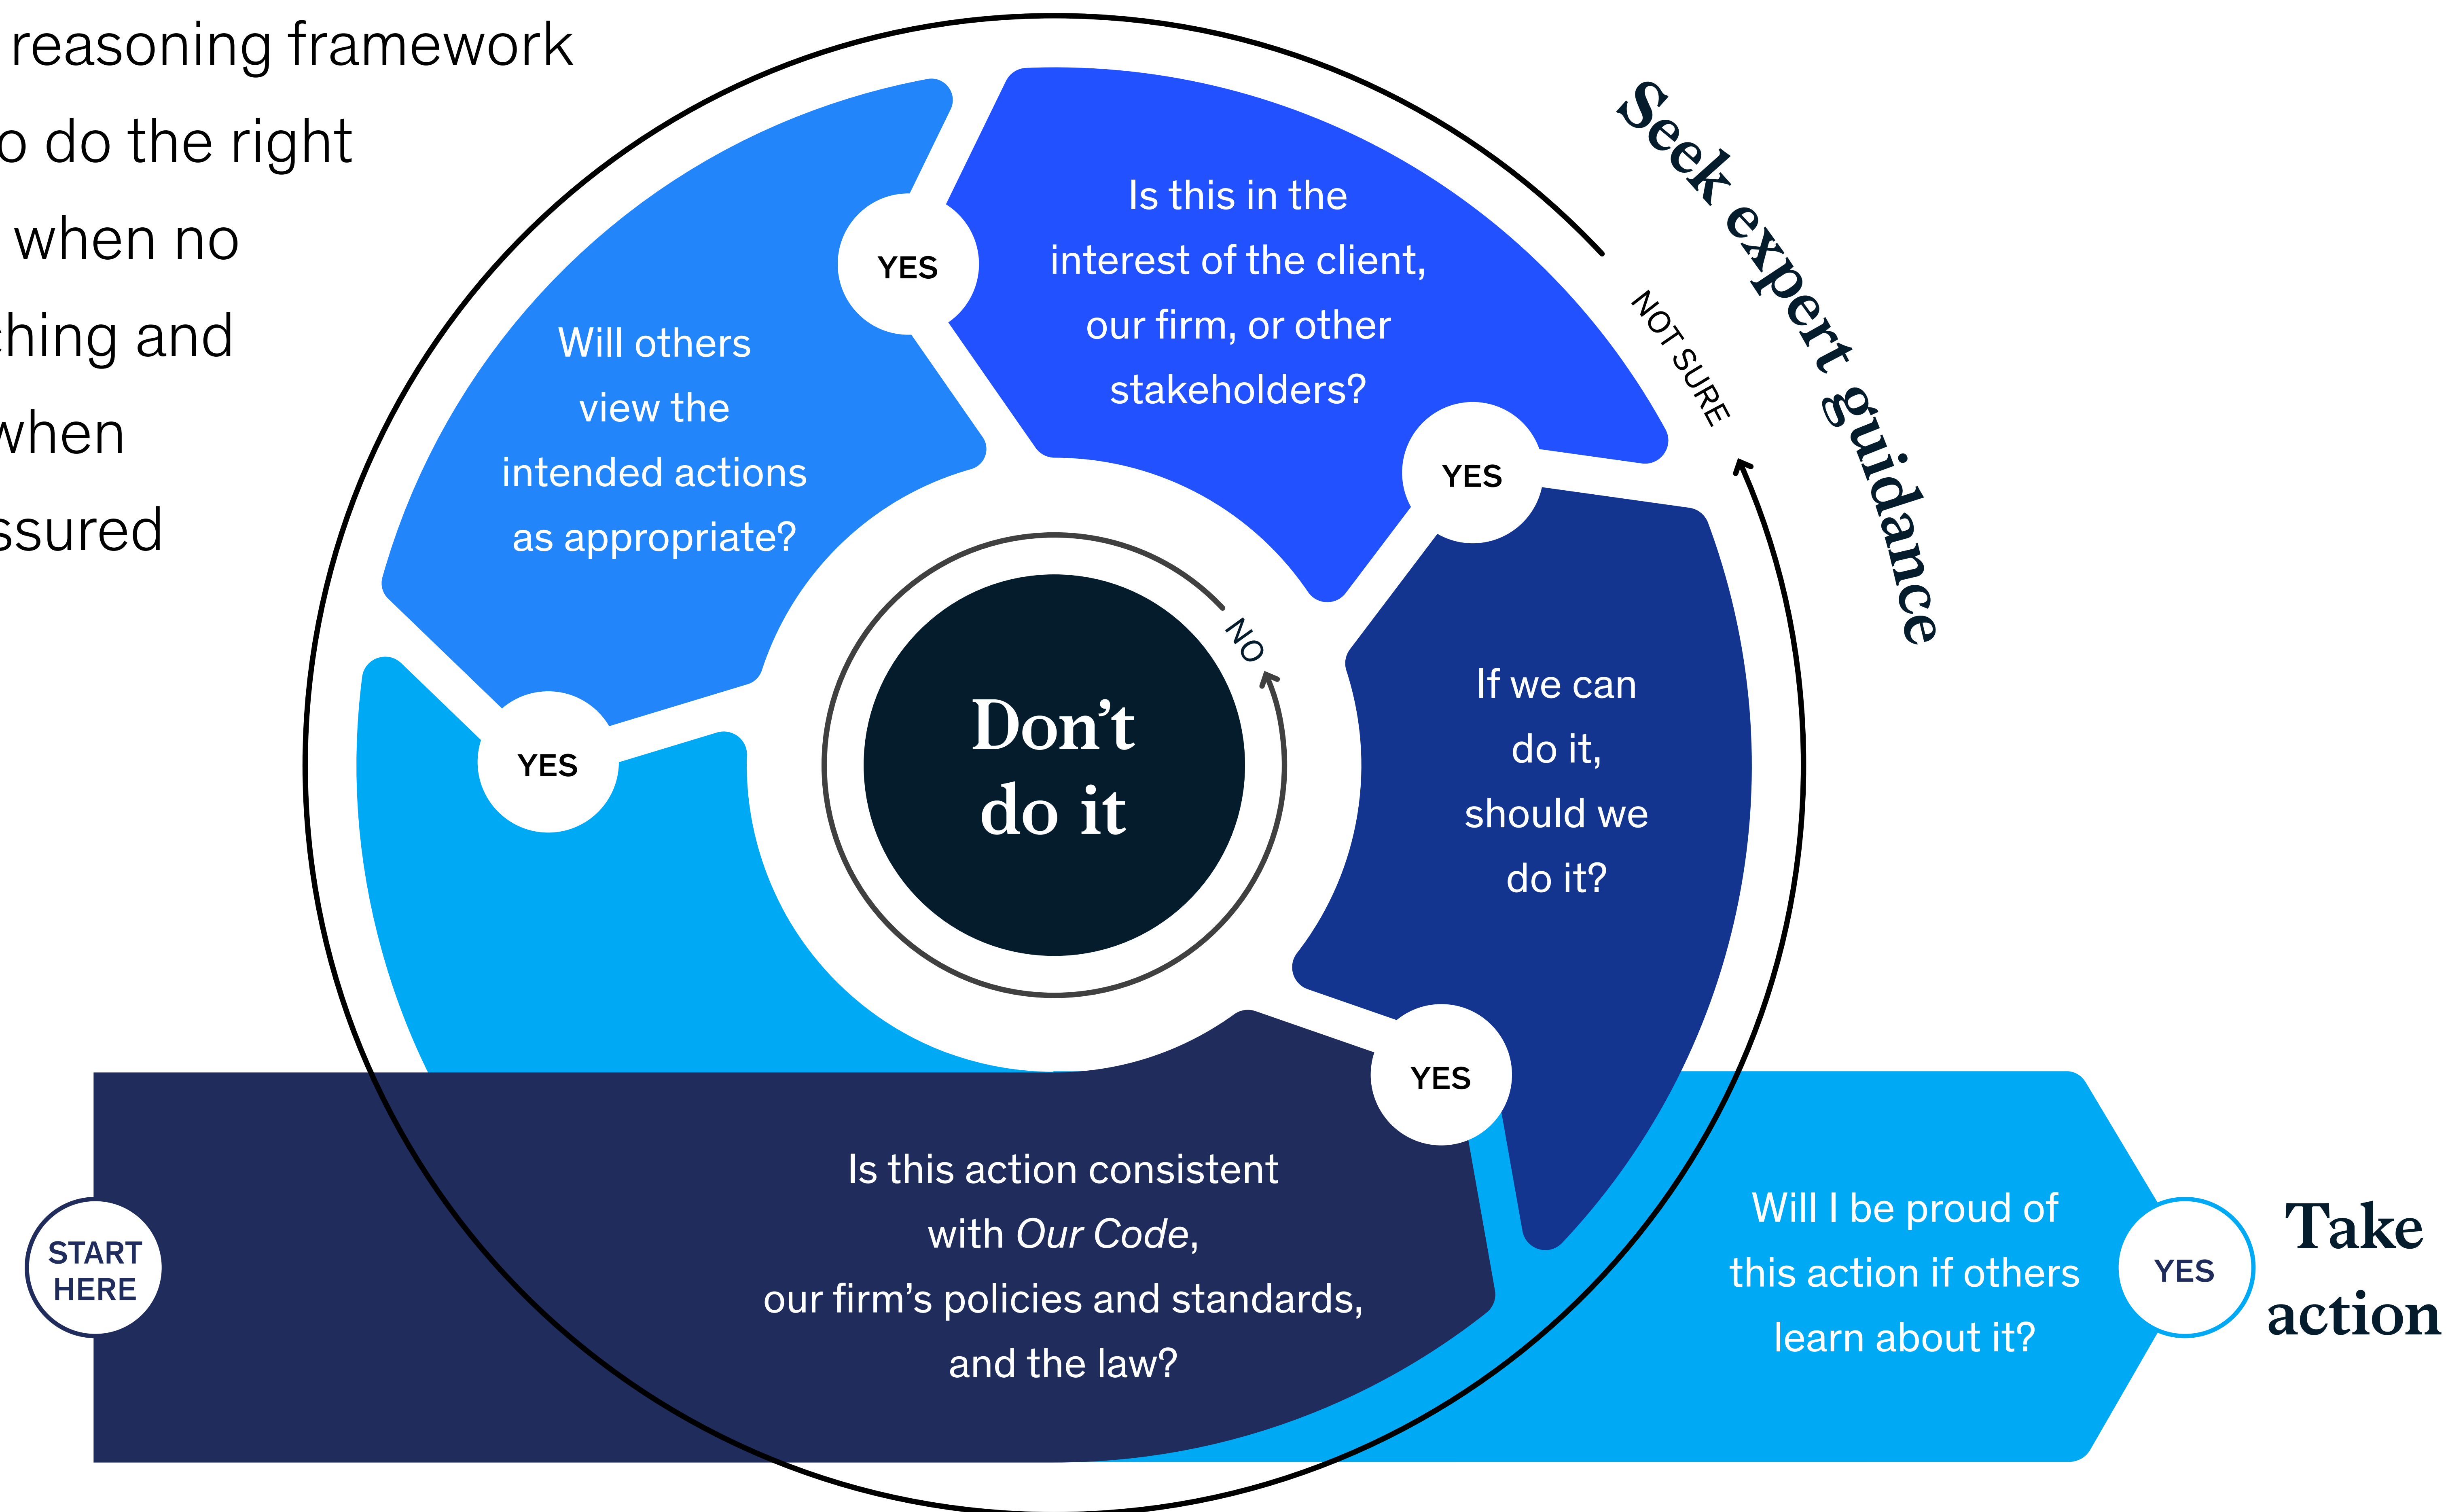 reasoning framework
o do the right
when no
ching and
when
ssured
START
HERE
Is this action consistent
with Our Code,
our firm’s policies and standards,
and the law?
YES
If we can
do it,
should we
do it?
YES
Is this in the
interest of the client,
our firm, or other
stakeholders?
YES
Will others
view the
intended actions
as appropriate?
YES
Will I be proud of
this action if others
learn about it?
YES
Take
action
NO
Don’t
do it
NOT SURE
Seek expert guidance